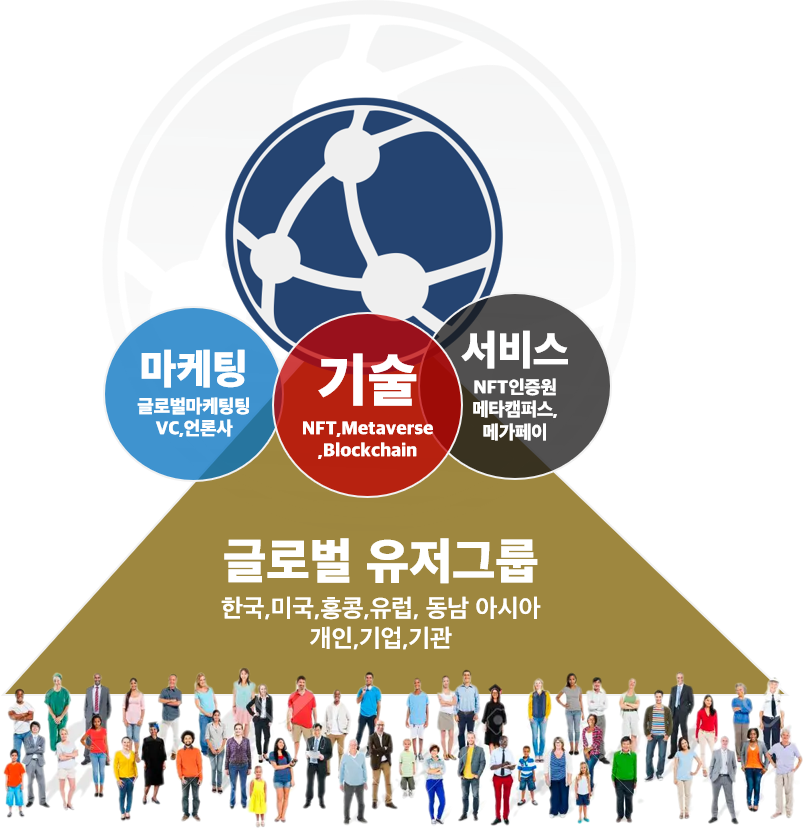 마케팅
글로벌마케팅팅
VC,언론사
기술
NFT,Metaverse
,Blockchain
서비스
NFT인증원
메타캠퍼스,
메가페이
글로벌 유저그룹
한국,미국,홍콩,유럽, 동남 아시아
개인,기업,기관